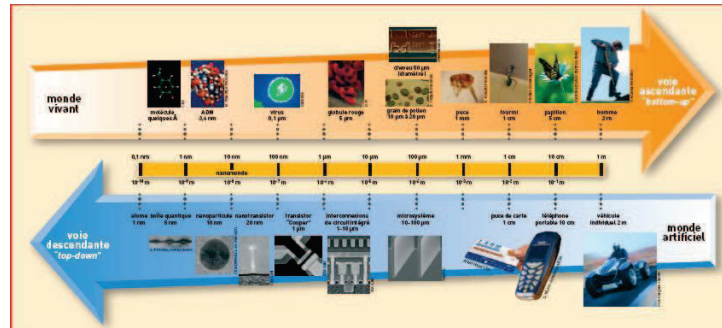 monde
vivant
molécule
quelques Å
ADN
3,4 nm
virus
0,1 µm
globule rouge
5 µm
cheveu 50 µm
(diamètre)
grain de pollen
10 µm à 20 µm
puce
1 mm
fourmi
1 cm
papillon
5 cm
homme
2 m
voie
ascendante
"bottom-up"
0,1 nm
1 nm
10 nm
100 nm
1 µm
10 µm
100 µm
1 mm
1 cm
10 cm
1 m
nanomonde
10⁻¹⁰ m
10⁻⁹ m
10⁻⁸ m
10⁻⁷ m
10⁻⁶ m
10⁻⁵ m
10⁻⁴ m
10⁻³ m
10⁻² m
10⁻¹ m
voie
descendante
"top-down"
atome
1 nm
boîte quantique
5 nm
nanoparticule
10 nm
nanotransistor
20 nm
Transistor
"Cooper"
1 µm
interconnexions
de circuit intégré
1-10 µm
microsystème
10-100 µm
puce de carte
1 cm
téléphone
portable 10 cm
véhicule
individuel 2 m
monde
artificiel